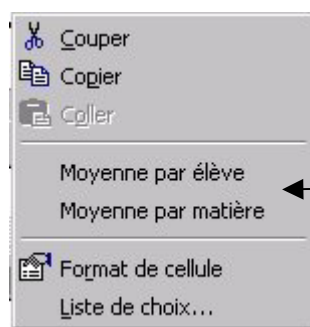 Couper
Copier
Coller
Moyenne par élève
Moyenne par matière
Format de cellule
Liste de choix...